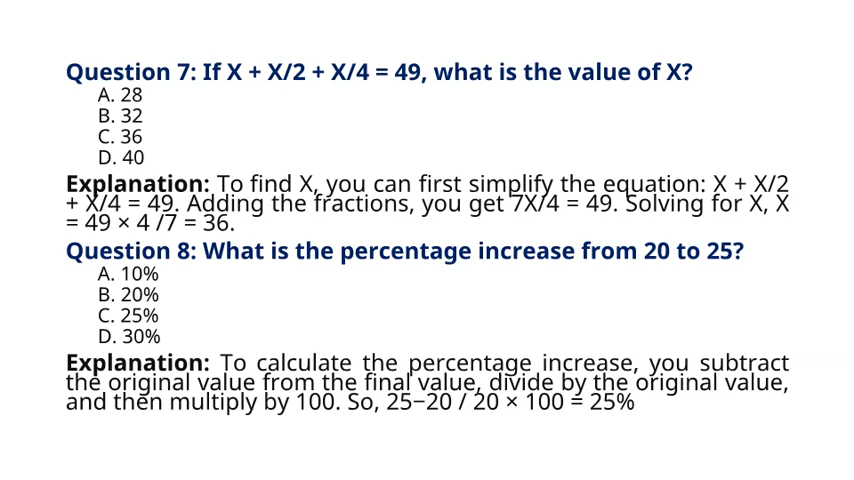 Question 7: If X + X/2 + X/4 = 49, what is the value of X?
A. 28
B. 32
C. 36
D. 40
Explanation: To find X, you can first simplify the equation: X + X/2
+ X/4 = 49. Adding the fractions, you get 7X/4 = 49. Solving for X, X
= 49 × 4 /7 = 36.
Question 8: What is the percentage increase from 20 to 25?
A. 10%
B. 20%
C. 25%
D. 30%
Explanation: To calculate the percentage increase, you subtract
the original value from the final value, divide by the original value,
and then multiply by 100. So, 25−20 / 20 × 100 = 25%